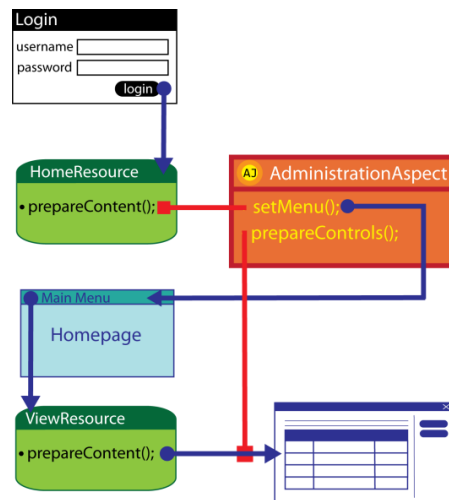 Login
username
password
login
HomeResource
• prepareContent();
AJ AdministrationAspect
setMenu();
prepareControls();
Main Menu
Homepage
ViewResource
• prepareContent();
X